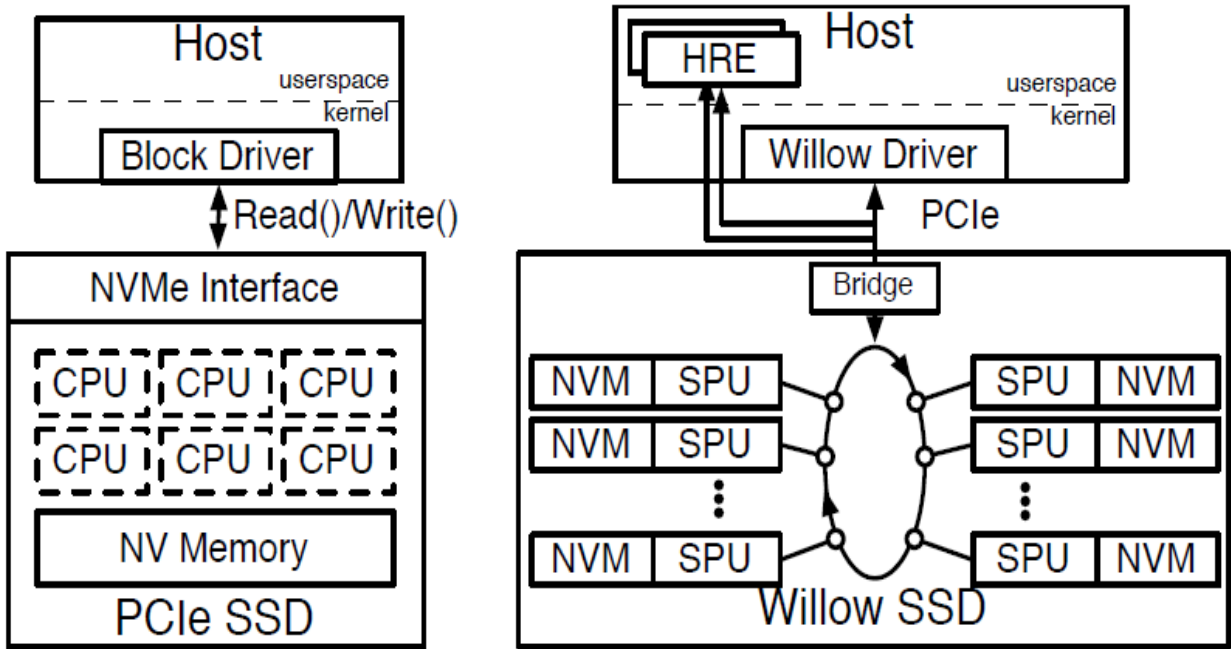 Host
userspace
kernel
Block Driver
Read()/Write()
NVMe Interface
CPU CPU CPU
CPU CPU CPU
NV Memory
PCIe SSD
Host
HRE
userspace
kernel
Willow Driver
PCIe
Bridge
NVM SPU SPU NVM
NVM SPU SPU NVM
NVM SPU SPU NVM
Willow SSD